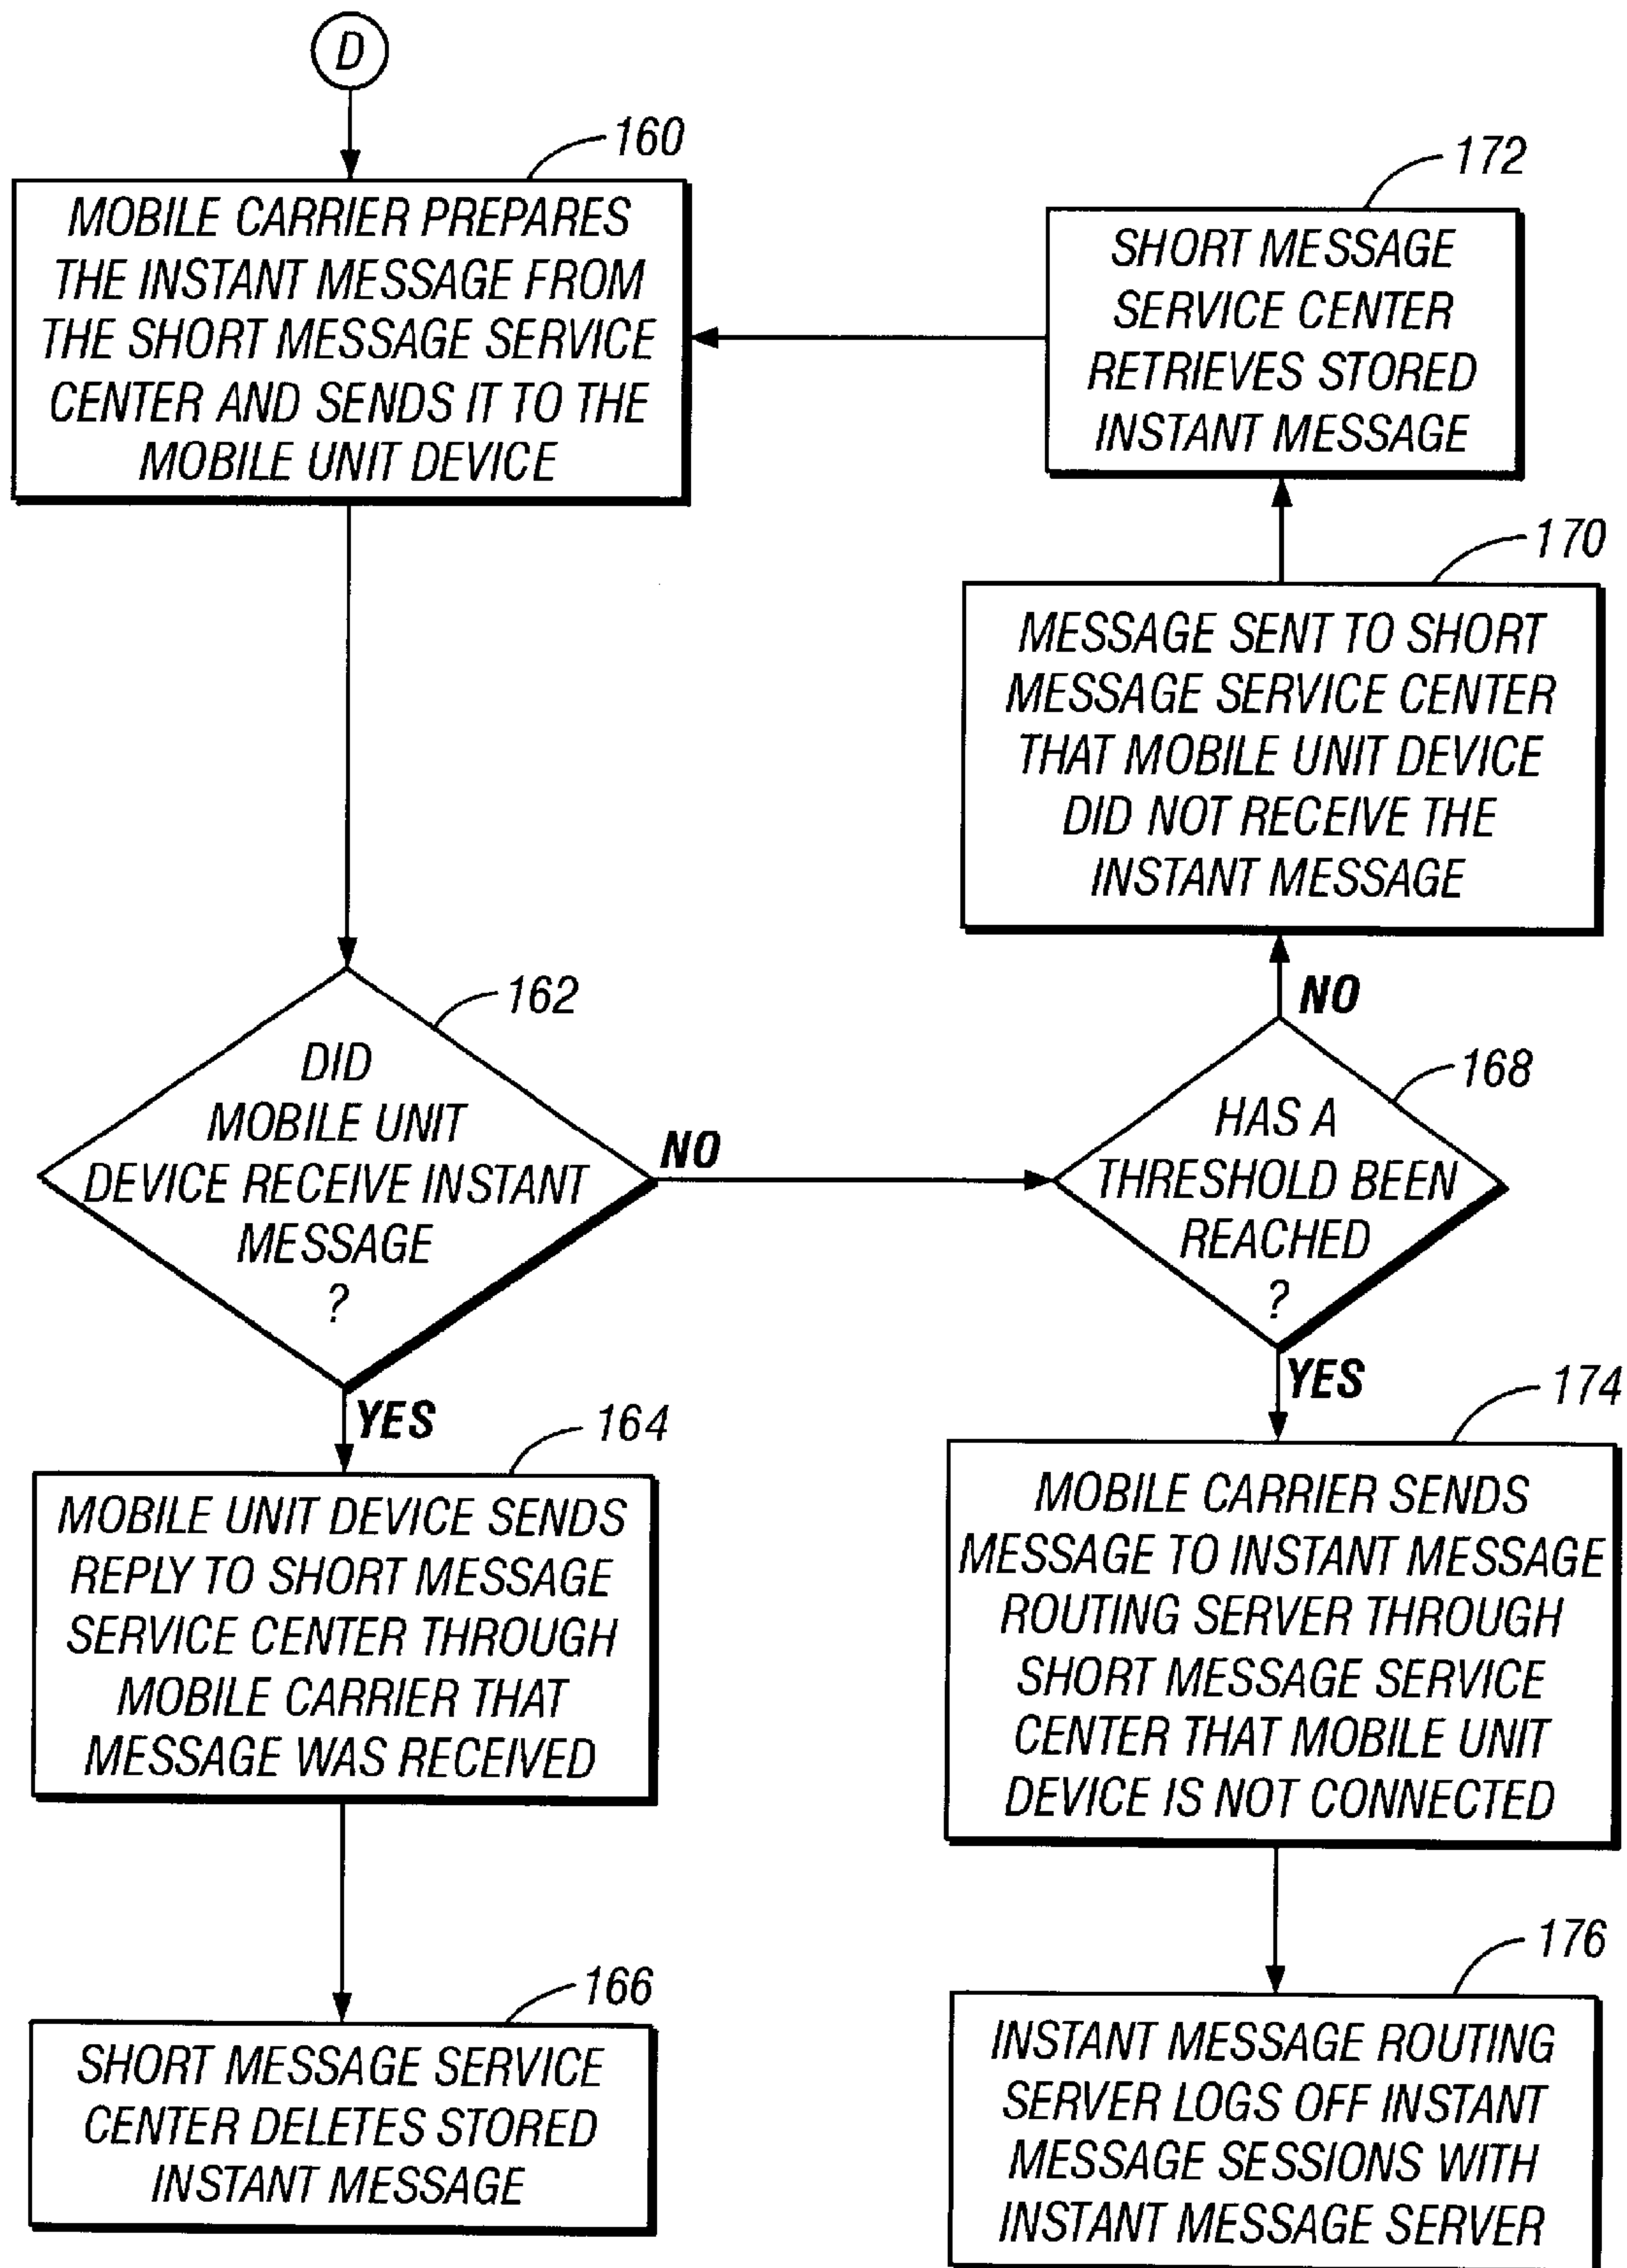 D
160
MOBILE CARRIER PREPARES
THE INSTANT MESSAGE FROM
THE SHORT MESSAGE SERVICE
CENTER AND SENDS IT TO THE
MOBILE UNIT DEVICE
172
SHORT MESSAGE
SERVICE CENTER
RETRIEVES STORED
INSTANT MESSAGE
170
MESSAGE SENT TO SHORT
MESSAGE SERVICE CENTER
THAT MOBILE UNIT DEVICE
DID NOT RECEIVE THE
INSTANT MESSAGE
162
DID
MOBILE UNIT
DEVICE RECEIVE INSTANT
MESSAGE
?
NO
NO
168
HAS A
THRESHOLD BEEN
REACHED
?
YES
164
MOBILE UNIT DEVICE SENDS
REPLY TO SHORT MESSAGE
SERVICE CENTER THROUGH
MOBILE CARRIER THAT
MESSAGE WAS RECEIVED
YES
174
MOBILE CARRIER SENDS
MESSAGE TO INSTANT MESSAGE
ROUTING SERVER THROUGH
SHORT MESSAGE SERVICE
CENTER THAT MOBILE UNIT
DEVICE IS NOT CONNECTED
166
SHORT MESSAGE SERVICE
CENTER DELETES STORED
INSTANT MESSAGE
176
INSTANT MESSAGE ROUTING
SERVER LOGS OFF INSTANT
MESSAGE SESSIONS WITH
INSTANT MESSAGE SERVER